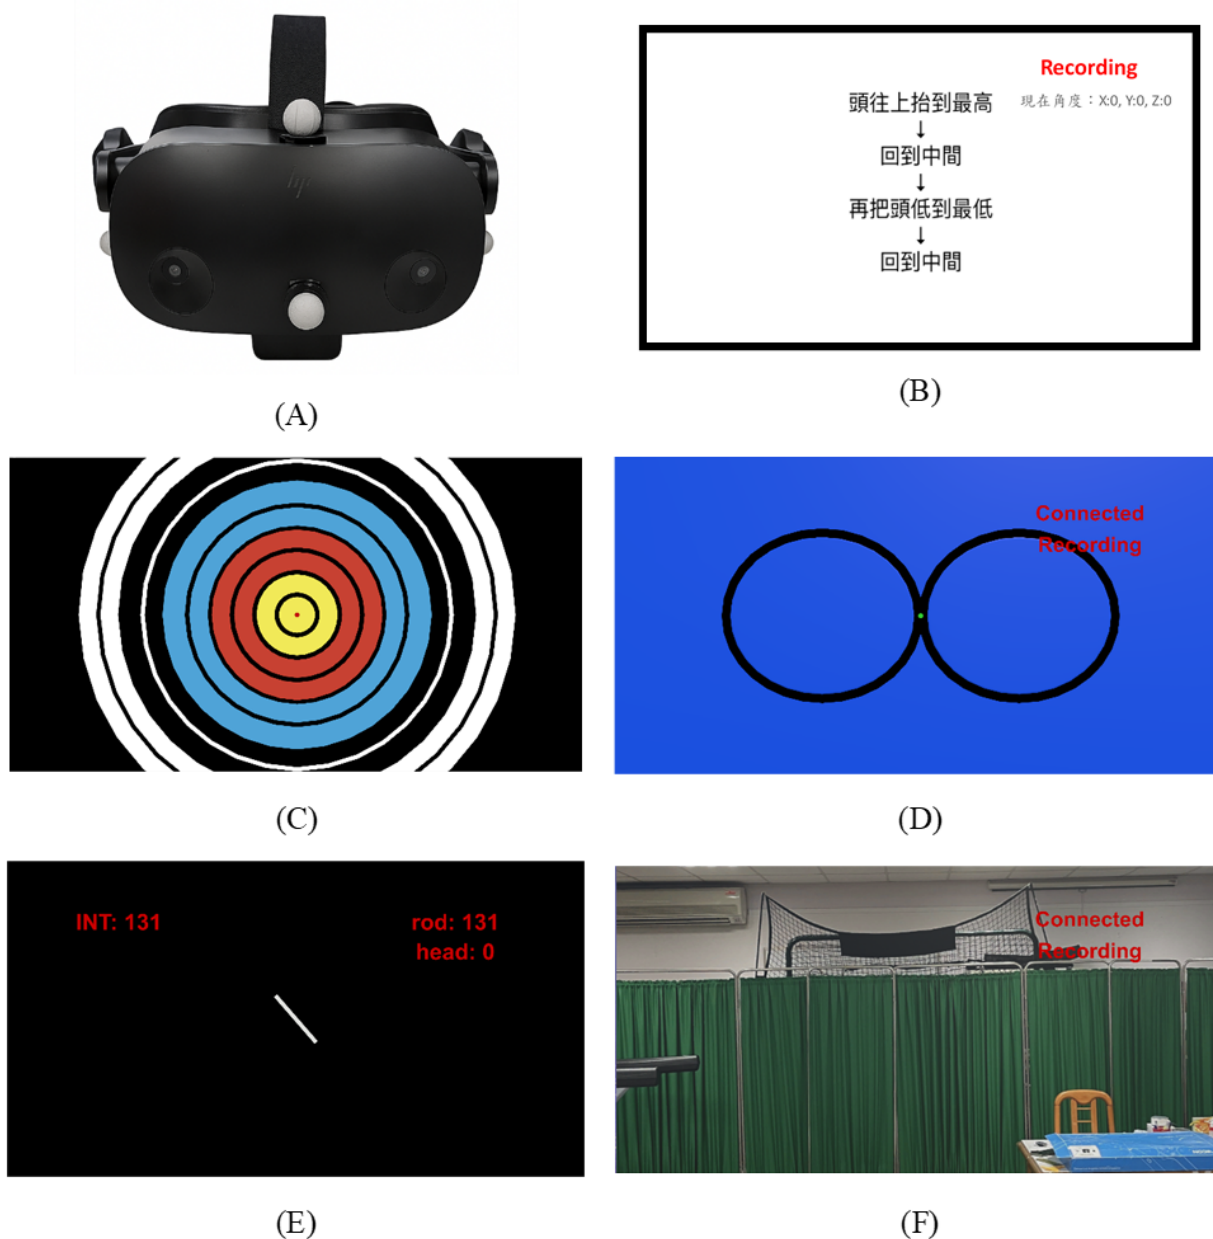 Recording
頭往上抬到最高
現在角度：X:0, Y:0, Z:0
↓
回到中間
↓
再把頭低到最低
↓
回到中間
(A)
(B)
Connected
Recording
(C)
(D)
INT: 131
rod: 131
head: 0
Connected
Recording
(E)
(F)